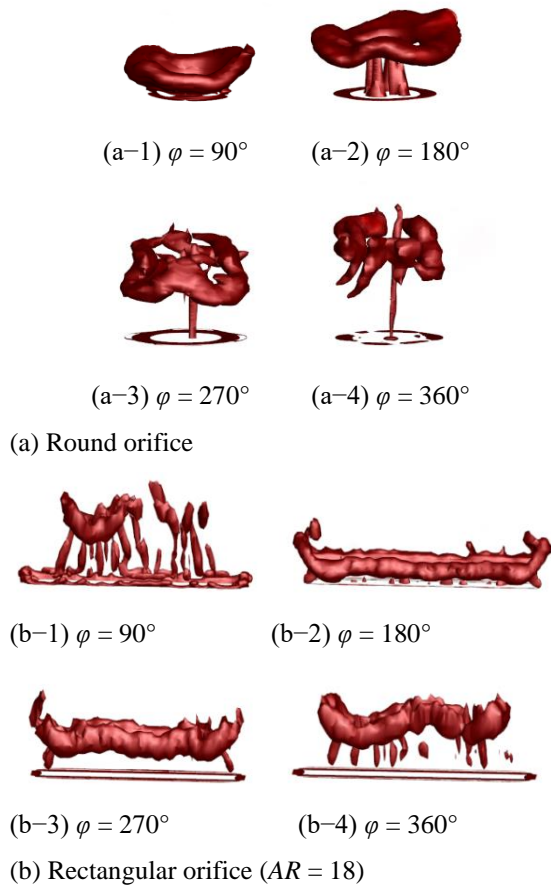 (a−1) φ = 90° (a−2) φ = 180°
(a−3) φ = 270° (a−4) φ = 360°
(a) Round orifice
(b−1) φ = 90° (b−2) φ = 180°
(b−3) φ = 270° (b−4) φ = 360°
(b) Rectangular orifice (AR = 18)